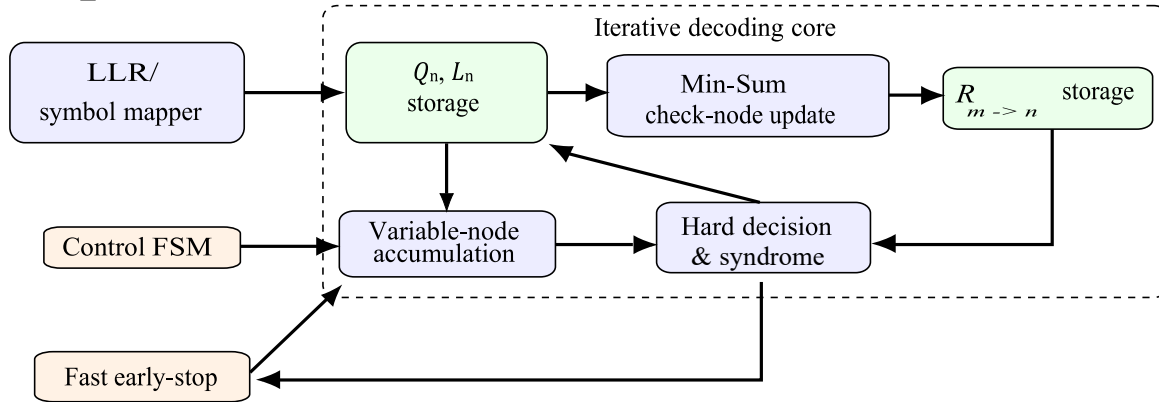 Iterative decoding core
LLR/
symbol mapper
Qₙ, Lₙ
storage
Min-Sum
check-node update
R m -> n storage
Control FSM
Variable-node
accumulation
Hard decision
& syndrome
Fast early-stop